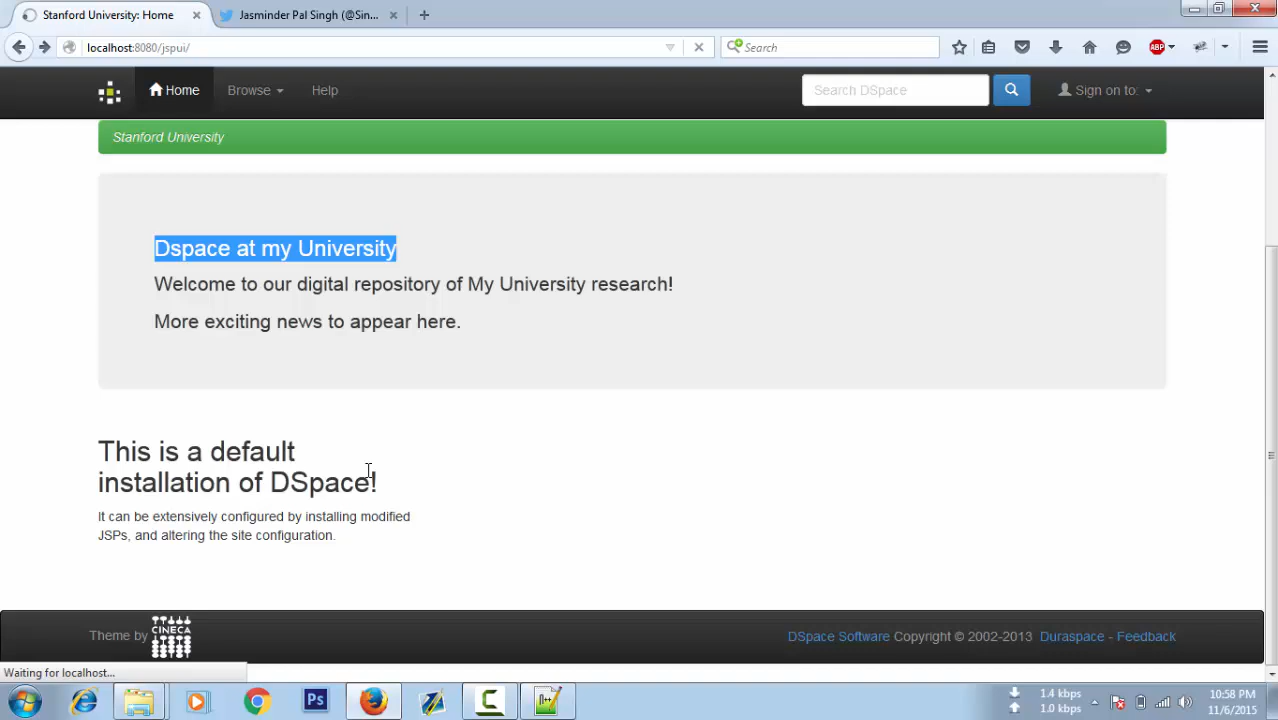 Stanford University: Home
Jasminder Pal Singh (@Sin...
localhost:8080/jspui/
Search
ABP
Home
Browse
Help
Search DSpace
Sign on to:
Stanford University
Dspace at my University
Welcome to our digital repository of My University research!
More exciting news to appear here.
This is a default
installation of DSpace!
It can be extensively configured by installing modified
JSPs, and altering the site configuration.
Theme by CINECA
DSpace Software Copyright © 2002-2013 Duraspace - Feedback
Waiting for localhost...
Ps
1.4 kbps
1.0 kbps
10:58 PM
11/6/2015